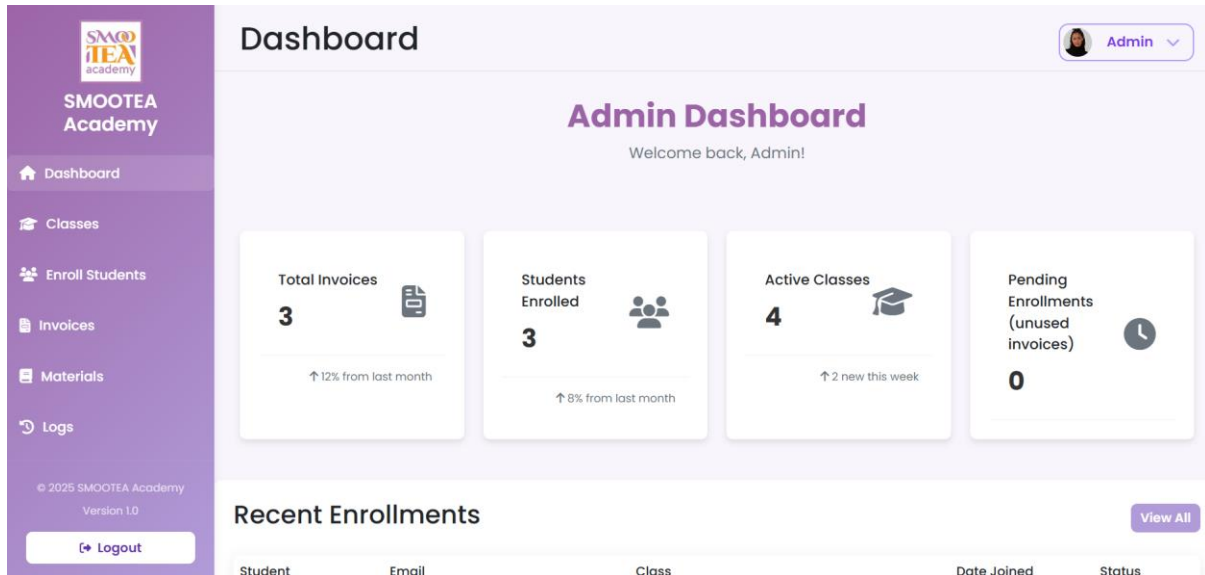 SMOO
TEA
academy
SMOOTEA
Academy
Dashboard
Classes
Enroll Students
Invoices
Materials
Logs
© 2025 SMOOTEA Academy
Version 1.0
Logout
Dashboard
Admin
Admin Dashboard
Welcome back, Admin!
Total Invoices
3
↑ 12% from last month
Students
Enrolled
3
↑ 8% from last month
Active Classes
4
↑ 2 new this week
Pending
Enrollments
(unused
invoices)
0
Recent Enrollments
View All
Student Email Class Date Joined Status